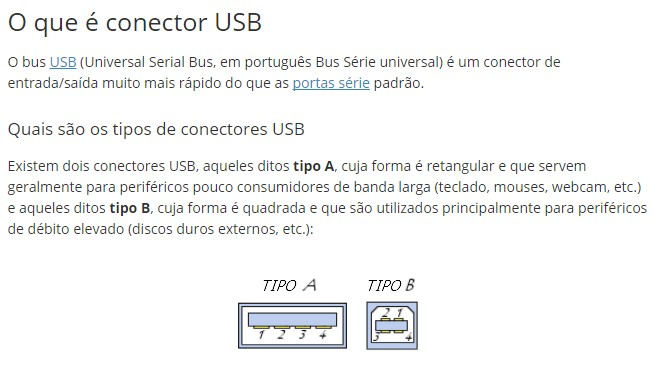 O que é conector USB
O bus USB (Universal Serial Bus, em português Bus Série universal) é um conector de
entrada/saída muito mais rápido do que as portas série padrão.
Quais são os tipos de conectores USB
Existem dois conectores USB, aqueles ditos tipo A, cuja forma é retangular e que servem
geralmente para periféricos pouco consumidores de banda larga (teclado, mouses, webcam, etc.)
e aqueles ditos tipo B, cuja forma é quadrada e que são utilizados principalmente para periféricos
de débito elevado (discos duros externos, etc.):
TIPO A TIPO B
2 1
1 2 3 4 3 4